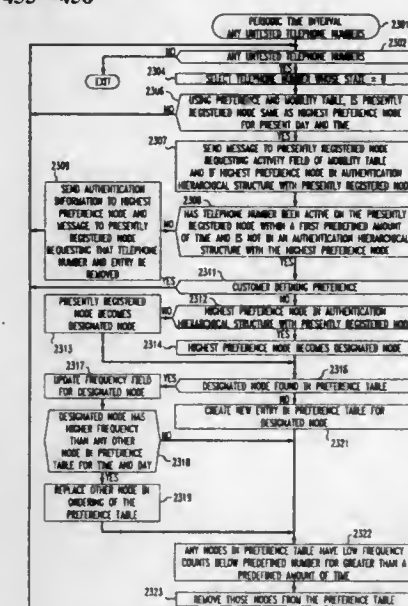 PERIODIC TIME INTERVAL
ANY UNTESTED TELEPHONE NUMBERS
2301
2302
NO
ANY UNTESTED TELEPHONE NUMBERS
YES
EXIT
2304
SELECT TELEPHONE NUMBER WHOSE STATE = 0
2306
USING PREFERENCE AND MOBILITY TABLE, IS PRESENTLY
REGISTERED NODE SAME AS HIGHEST PREFERENCE NODE
FOR PRESENT DAY AND TIME
NO
YES
2307
SEND MESSAGE TO PRESENTLY REGISTERED NODE
REQUESTING ACTIVITY FIELD OF MOBILITY TABLE
AND IF HIGHEST PREFERENCE NODE IN AUTHENTICATION
HIERARCHICAL STRUCTURE WITH PRESENTLY REGISTERED NODE
2309
SEND AUTHENTICATION
INFORMATION TO HIGHEST
PREFERENCE NODE AND
MESSAGE TO PRESENTLY
REGISTERED NODE
REQUESTING THAT TELEPHONE
NUMBER AND ENTRY BE
REMOVED
2308
NO
HAS TELEPHONE NUMBER BEEN ACTIVE ON THE PRESENTLY
REGISTERED NODE WITHIN A FIRST PREDEFINED AMOUNT
OF TIME AND IS NOT IN AN AUTHENTICATION HIERARCHICAL
STRUCTURE WITH THE HIGHEST PREFERENCE NODE
YES
2311
YES
CUSTOMER DEFINING PREFERENCE
NO
2312
PRESENTLY REGISTERED
NODE BECOMES
DESIGNATED NODE
2313
NO
HIGHEST PREFERENCE NODE IN AUTHENTICATION
HIERARCHICAL STRUCTURE WITH PRESENTLY REGISTERED NODE
YES
2314
HIGHEST PREFERENCE NODE BECOMES DESIGNATED NODE
2317
2316
UPDATE FREQUENCY FIELD
FOR DESIGNATED NODE
YES
DESIGNATED NODE FOUND IN PREFERENCE TABLE
NO
CREATE NEW ENTRY IN PREFERENCE TABLE FOR
DESIGNATED NODE
2321
DESIGNATED NODE HAS
HIGHER FREQUENCY
THAN ANY OTHER
NODE IN PREFERENCE
TABLE FOR TIME AND DAY
NO
2318
YES
2319
REPLACE OTHER NODE IN
ORDERING OF THE
PREFERENCE TABLE
2322
ANY NODES IN PREFERENCE TABLE HAVE LOW FREQUENCY
COUNTS BELOW PREDEFINED NUMBER FOR GREATER THAN A
PREDEFINED AMOUNT OF TIME
2323
REMOVE THOSE NODES FROM THE PREFERENCE TABLE